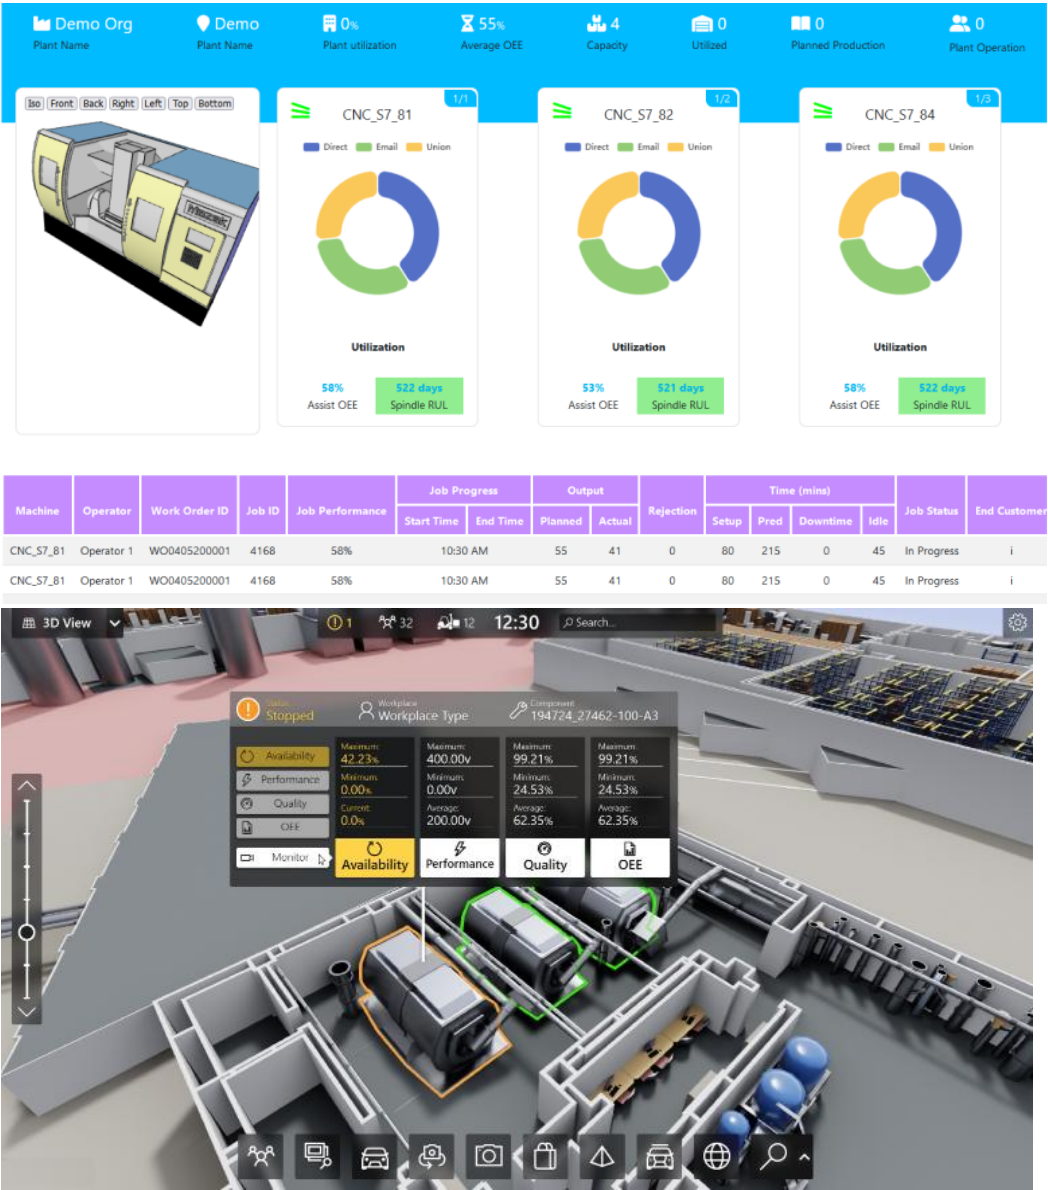 Demo Org
Plant Name
Demo
Plant Name
0%
Plant utilization
55%
Average OEE
4
Capacity
0
Utilized
0
Planned Production
0
Plant Operation
Iso Front Back Right Left Top Bottom
Mazak
1/1
CNC_S7_81
Direct Email Union
Utilization
58%
Assist OEE
522 days
Spindle RUL
1/2
CNC_S7_82
Direct Email Union
Utilization
53%
Assist OEE
521 days
Spindle RUL
1/3
CNC_S7_84
Direct Email Union
Utilization
58%
Assist OEE
522 days
Spindle RUL
Machine Operator Work Order ID Job ID Job Performance Job Progress Output Rejection Time (mins) Job Status End Customer
Start Time End Time Planned Actual Setup Pred Downtime Idle
CNC_S7_81 Operator 1 WO0405200001 4168 58% 10:30 AM 55 41 0 80 215 0 45 In Progress i
CNC_S7_81 Operator 1 WO0405200001 4168 58% 10:30 AM 55 41 0 80 215 0 45 In Progress i
3D View 1 32 12 12:30 Search...
Status
Stopped
Workplace
Workplace Type
Component
194724_27462-100-A3
Availability
Performance
Quality
OEE
Monitor
Maximum:
42.23%
Minimum:
0.00%
Current:
0.0%
Availability
Maximum:
400.00v
Minimum:
0.00v
Average:
200.00v
Performance
Maximum:
99.21%
Minimum:
24.53%
Average:
62.35%
Quality
Maximum:
99.21%
Minimum:
24.53%
Average:
62.35%
OEE